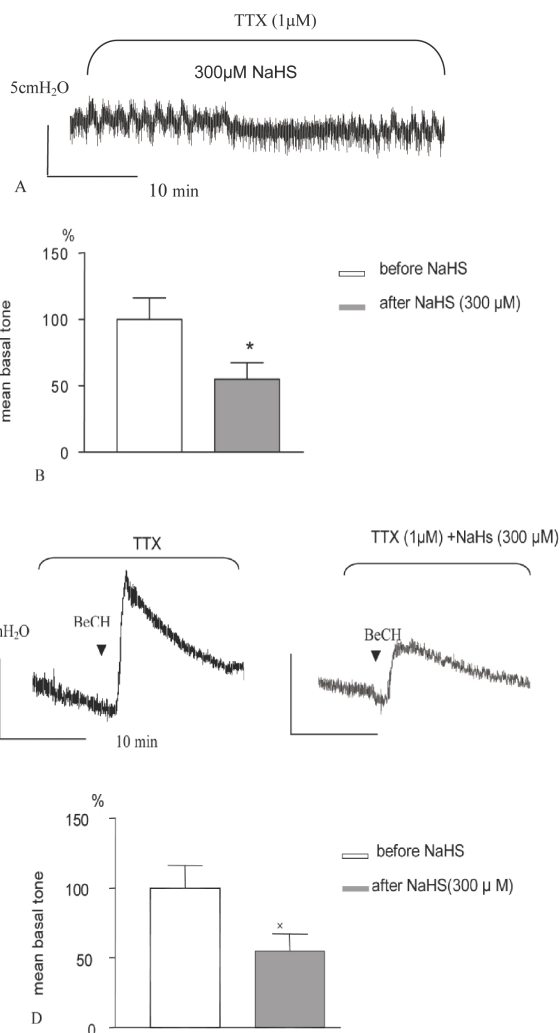 TTX (1µM)
300µM NaHS
5cmH₂O
A
10 min
%
150
100
50
0
mean basal tone
before NaHS
after NaHS (300 µM)
*
B
TTX
TTX (1µM) +NaHs (300 µM)
mH₂O
BeCH
BeCH
10 min
%
150
100
50
0
mean basal tone
before NaHS
after NaHS(300 µ M)
x
D